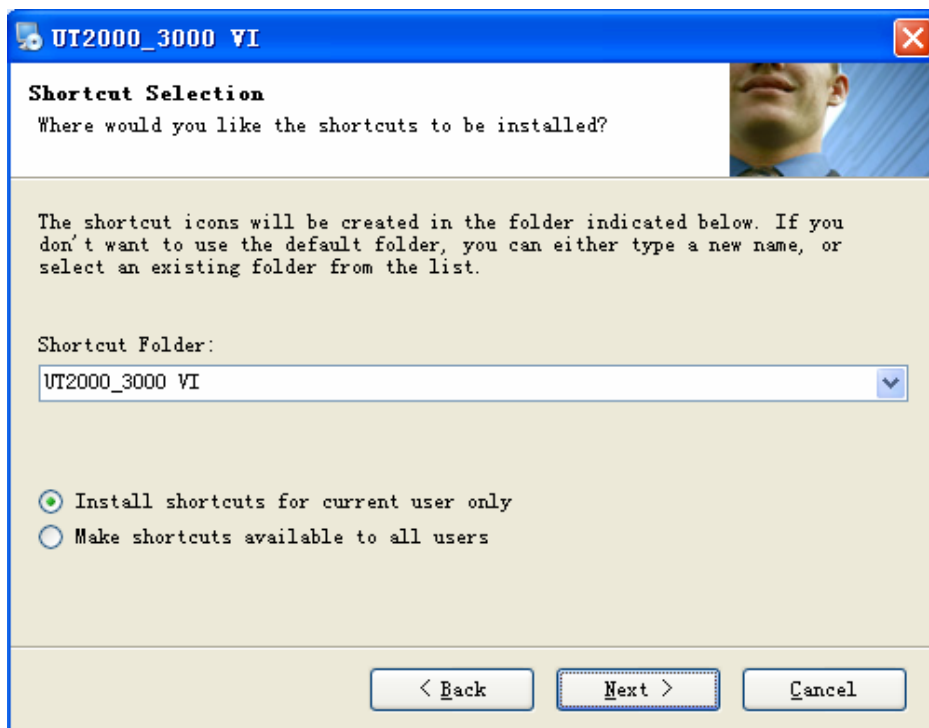 UT2000_3000 VI
Shortcut Selection
Where would you like the shortcuts to be installed?
The shortcut icons will be created in the folder indicated below. If you
don't want to use the default folder, you can either type a new name, or
select an existing folder from the list.
Shortcut Folder:
UT2000_3000 VI
Install shortcuts for current user only
Make shortcuts available to all users
< Back
Next >
Cancel